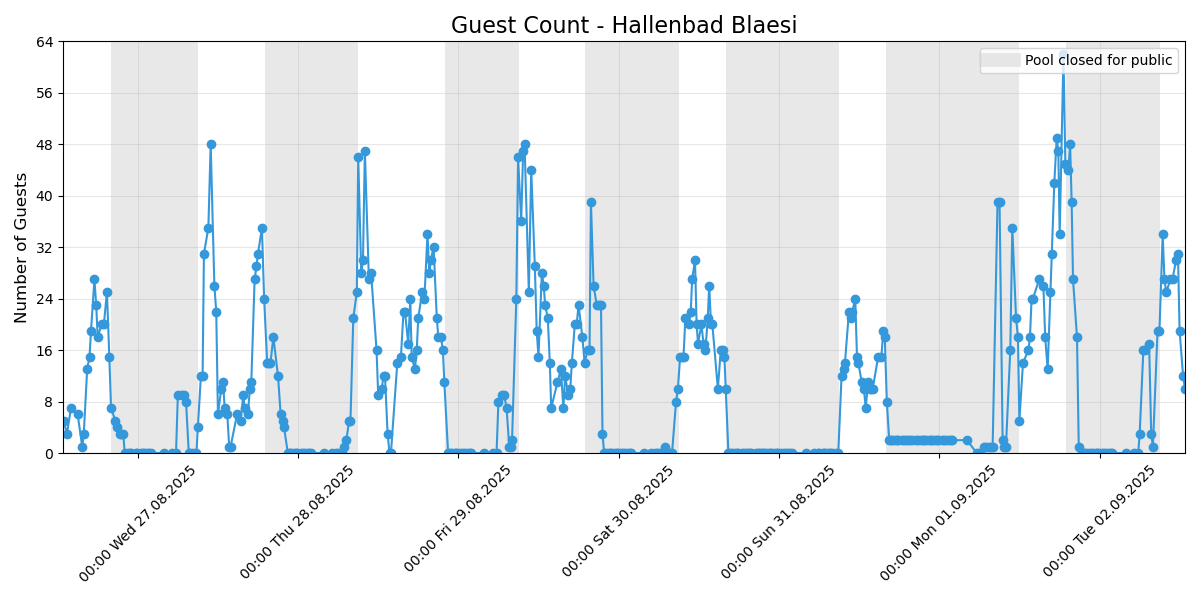 Guest Count - Hallenbad Blaesi
Pool closed for public
Number of Guests
64
56
48
40
32
24
16
8
0
00:00 Wed 27.08.2025
00:00 Thu 28.08.2025
00:00 Fri 29.08.2025
00:00 Sat 30.08.2025
00:00 Sun 31.08.2025
00:00 Mon 01.09.2025
00:00 Tue 02.09.2025